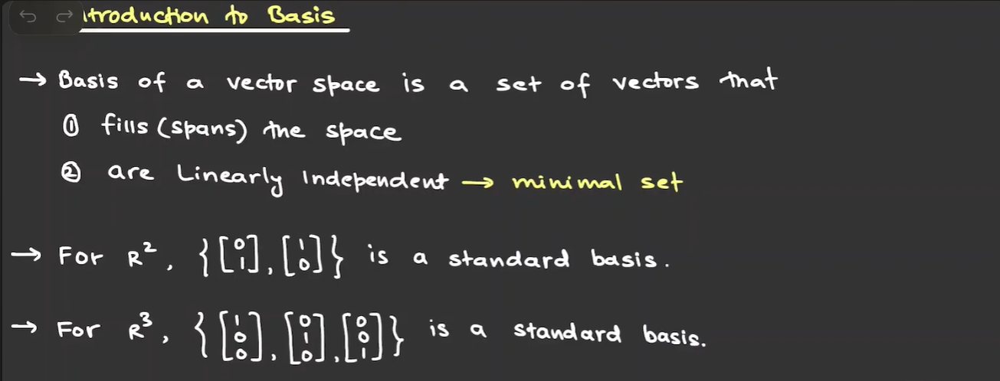 ntroduction to Basis
→ Basis of a vector space is a set of vectors that
① fills (spans) the space
② are Linearly Independent → minimal set
→ For R², {[0 1], [1 0]} is a standard basis.
→ For R³, {[1 0 0], [0 1 0], [0 0 1]} is a standard basis.